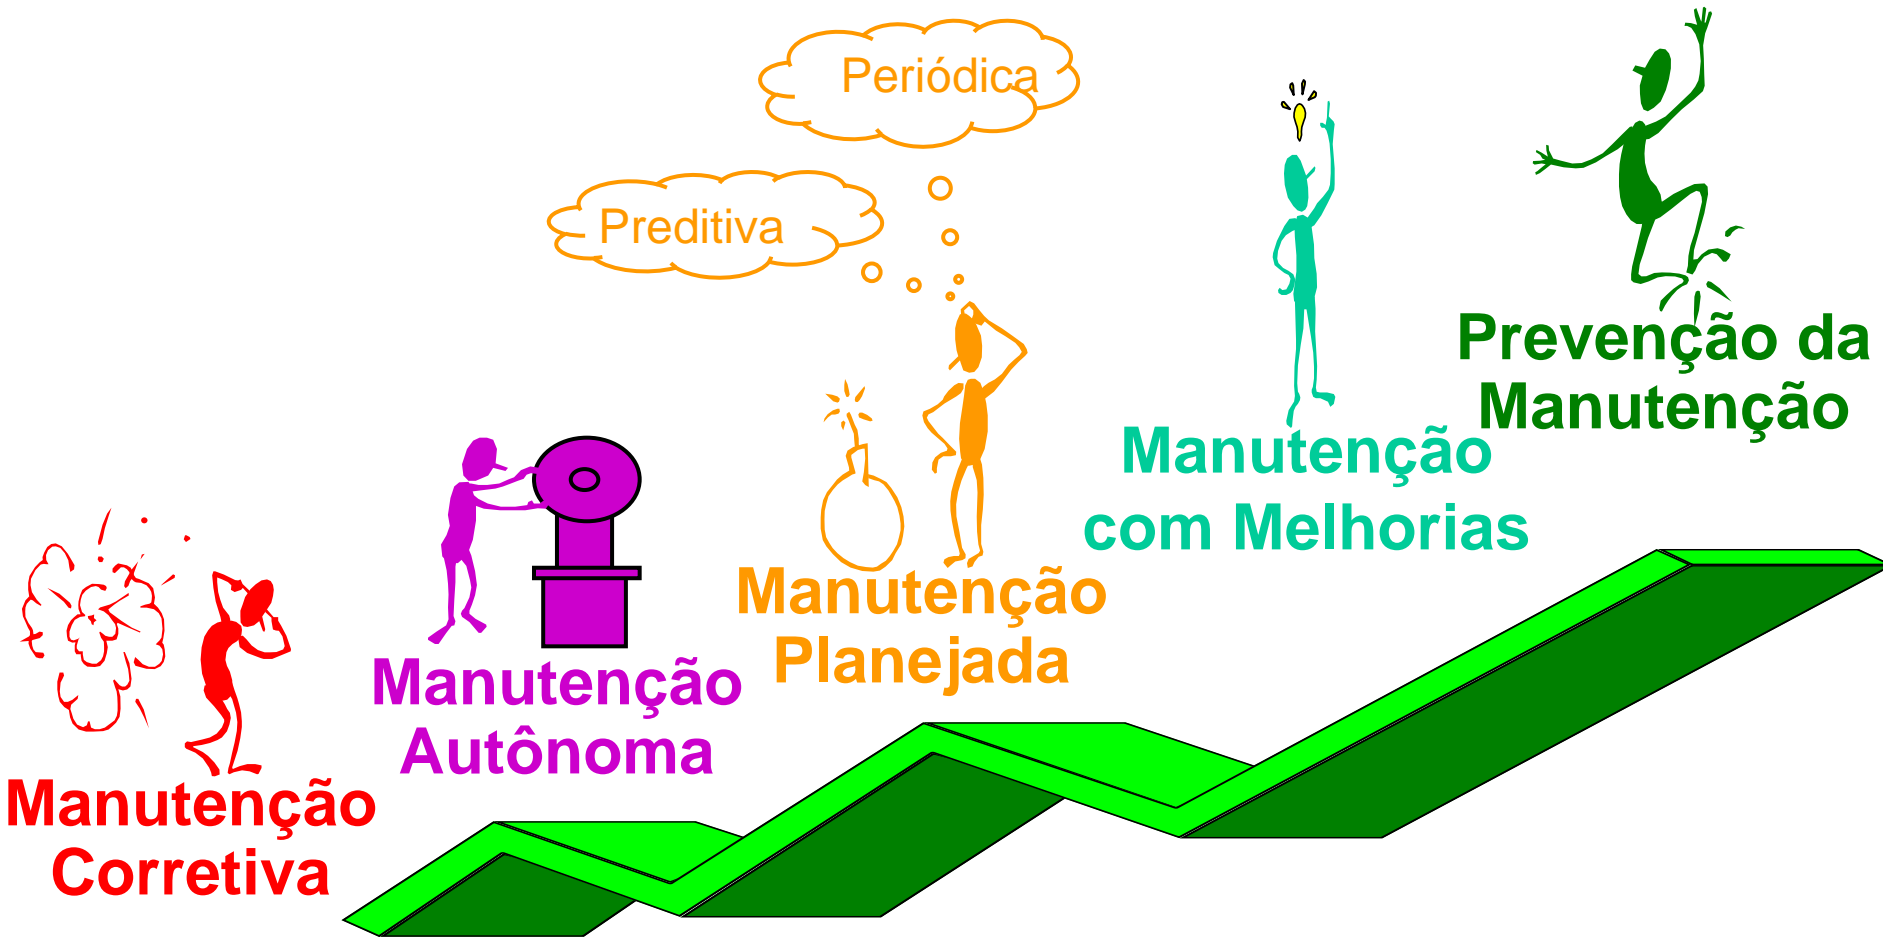 Manutenção
Corretiva
Manutenção
Autônoma
Preditiva
Periódica
Manutenção
Planejada
Manutenção
com Melhorias
Prevenção da
Manutenção